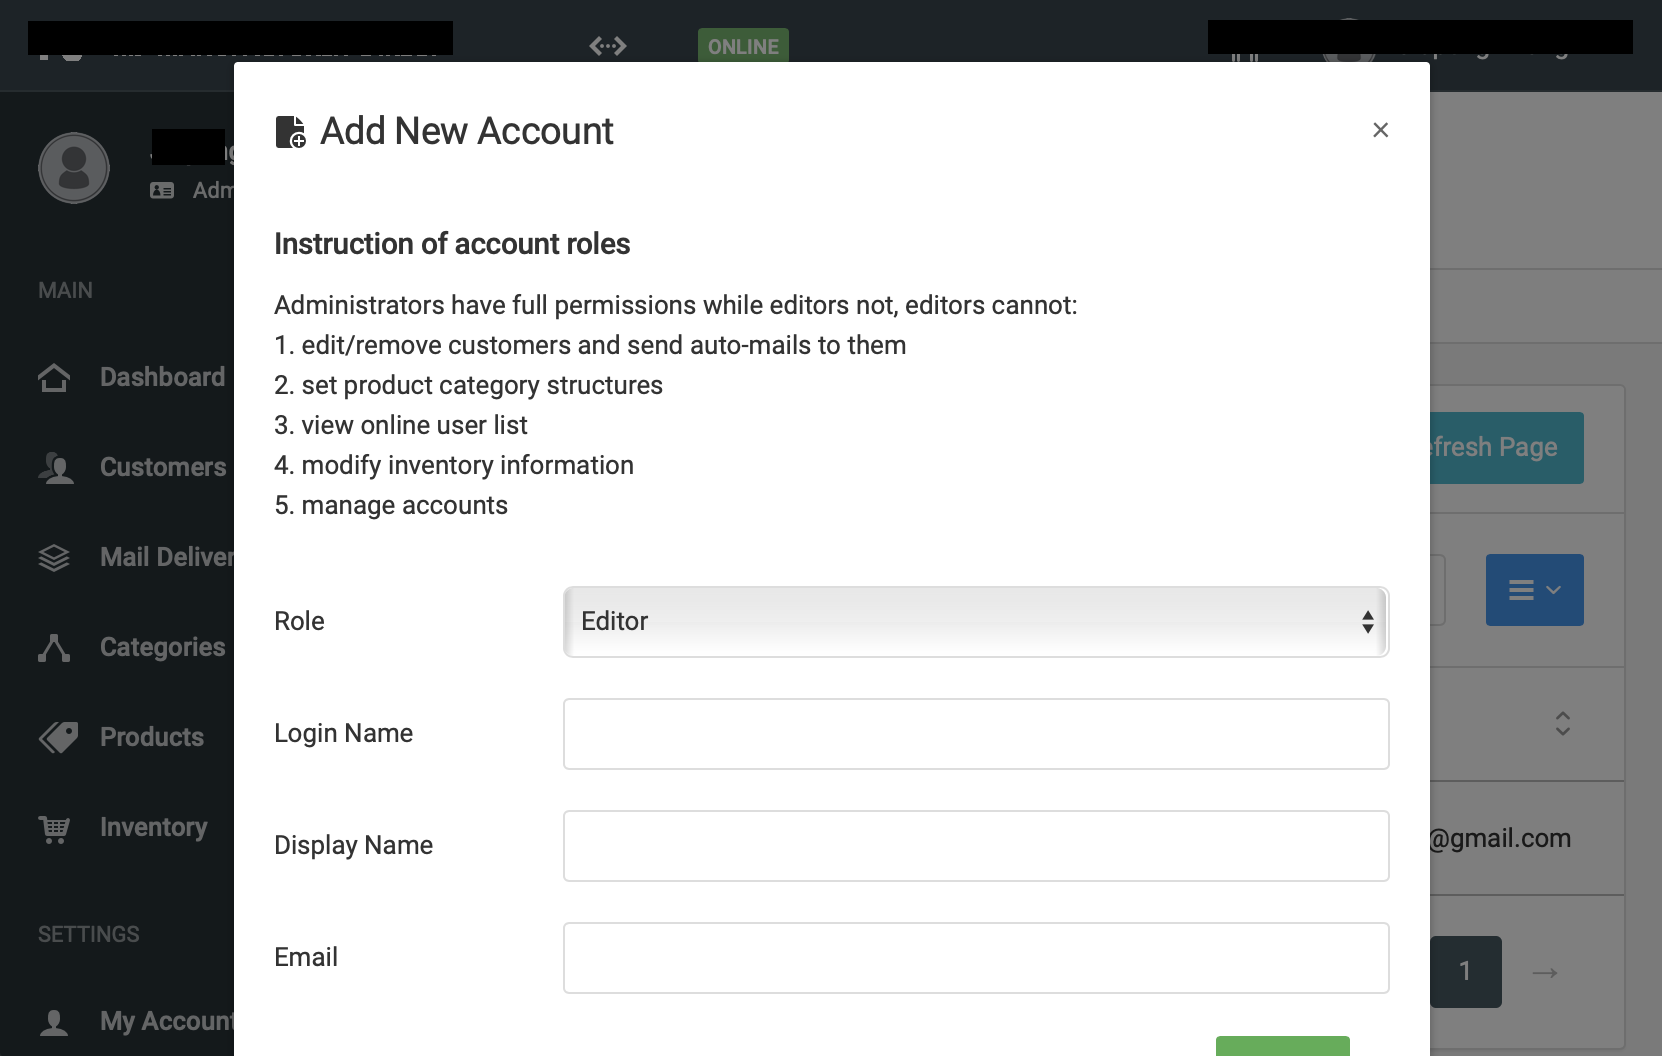 ONLINE
Add New Account
×
Instruction of account roles
Administrators have full permissions while editors not, editors cannot:
1. edit/remove customers and send auto-mails to them
2. set product category structures
3. view online user list
4. modify inventory information
5. manage accounts
Role
Editor
Login Name
Display Name
Email
Adm
MAIN
Dashboard
Customers
Mail Deliver
Categories
Products
Inventory
SETTINGS
My Account
efresh Page
@gmail.com
1
→